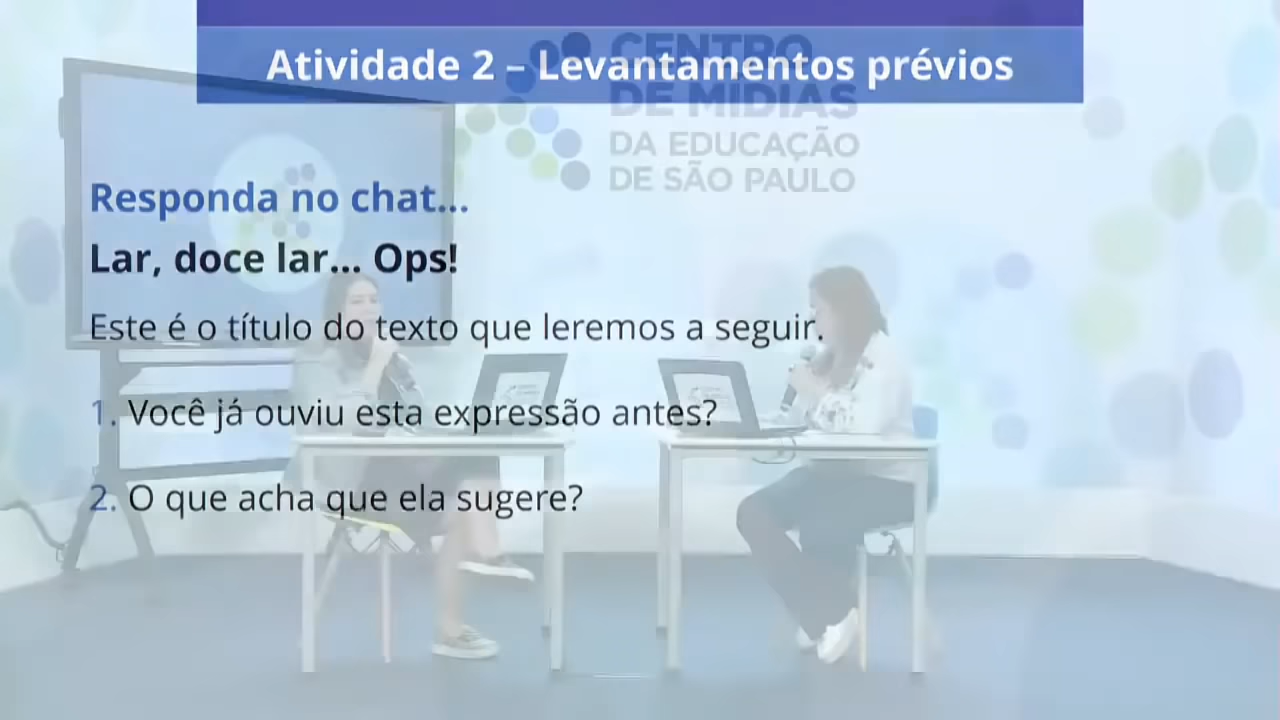 Atividade 2 – Levantamentos prévios
CENTRO
DE MÍDIAS
DA EDUCAÇÃO
DE SÃO PAULO
Responda no chat...
Lar, doce lar... Ops!
Este é o título do texto que leremos a seguir.
1. Você já ouviu esta expressão antes?
2. O que acha que ela sugere?